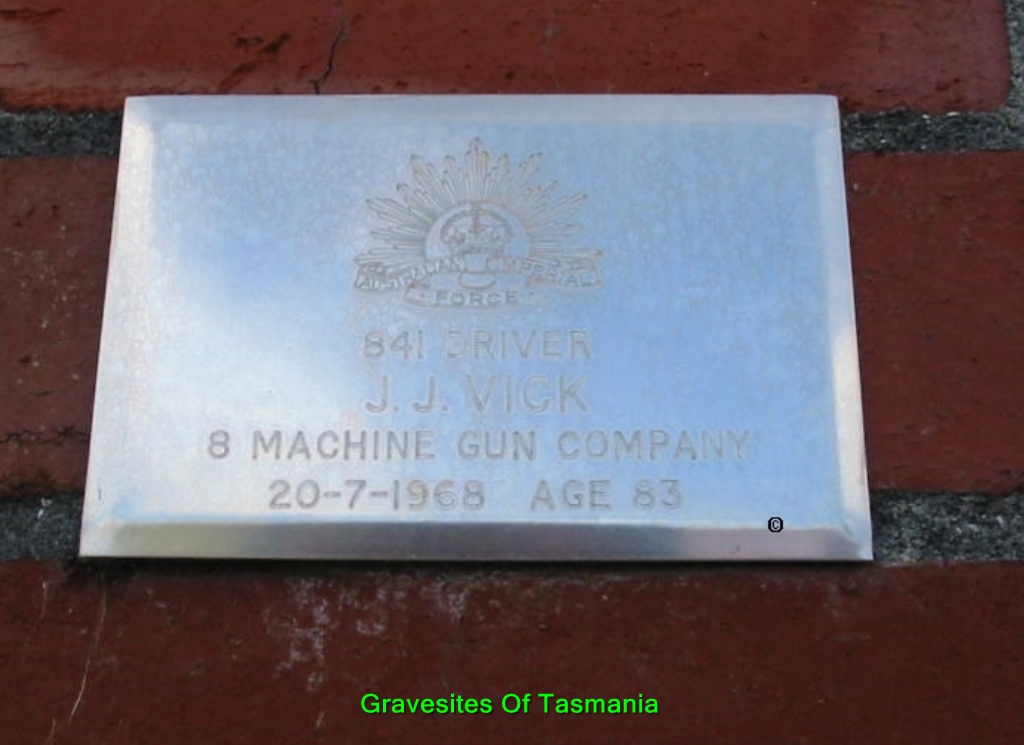 AUSTRALIAN IMPERIAL
FORCE
841 DRIVER
J. J. VICK
8 MACHINE GUN COMPANY
20-7-1968 AGE 83
©
Gravesites Of Tasmania